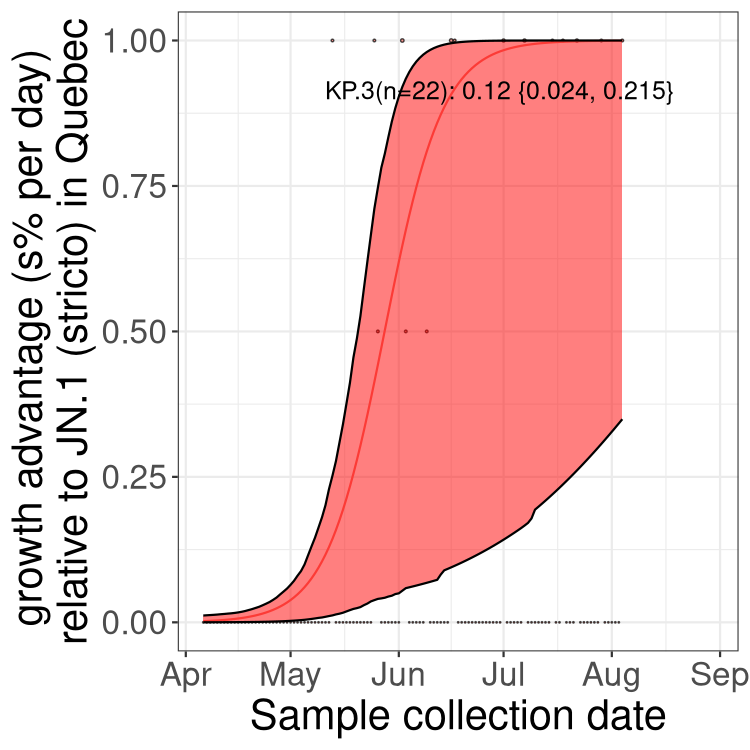 growth advantage (s% per day)
relative to JN.1 (stricto) in Quebec
1.00
0.75
0.50
0.25
0.00
KP.3(n=22): 0.12 {0.024, 0.215}
Apr May Jun Jul Aug Sep
Sample collection date